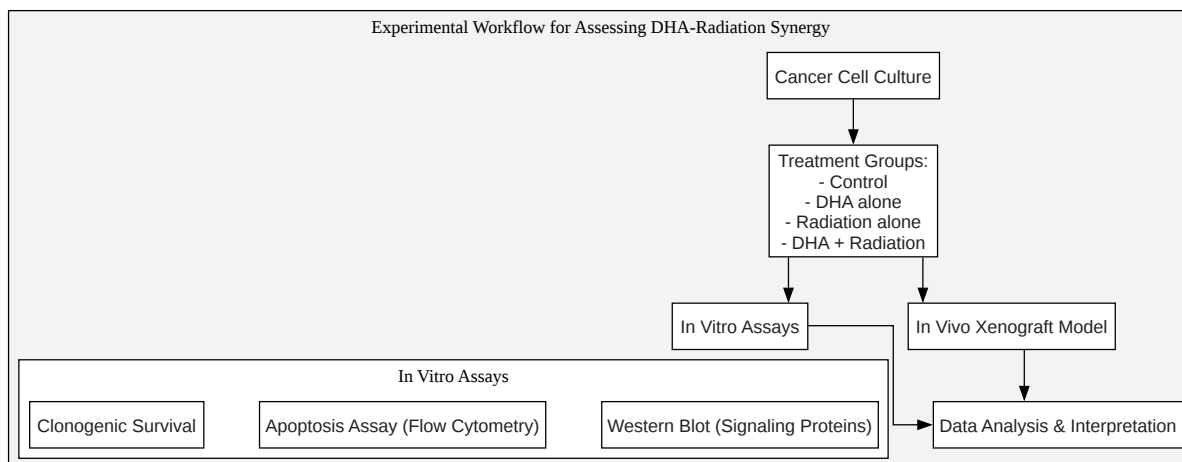 Experimental Workflow for Assessing DHA-Radiation Synergy
Cancer Cell Culture
Treatment Groups:
- Control
- DHA alone
- Radiation alone
- DHA + Radiation
In Vitro Assays
In Vivo Xenograft Model
In Vitro Assays
Clonogenic Survival
Apoptosis Assay (Flow Cytometry)
Western Blot (Signaling Proteins)
Data Analysis & Interpretation